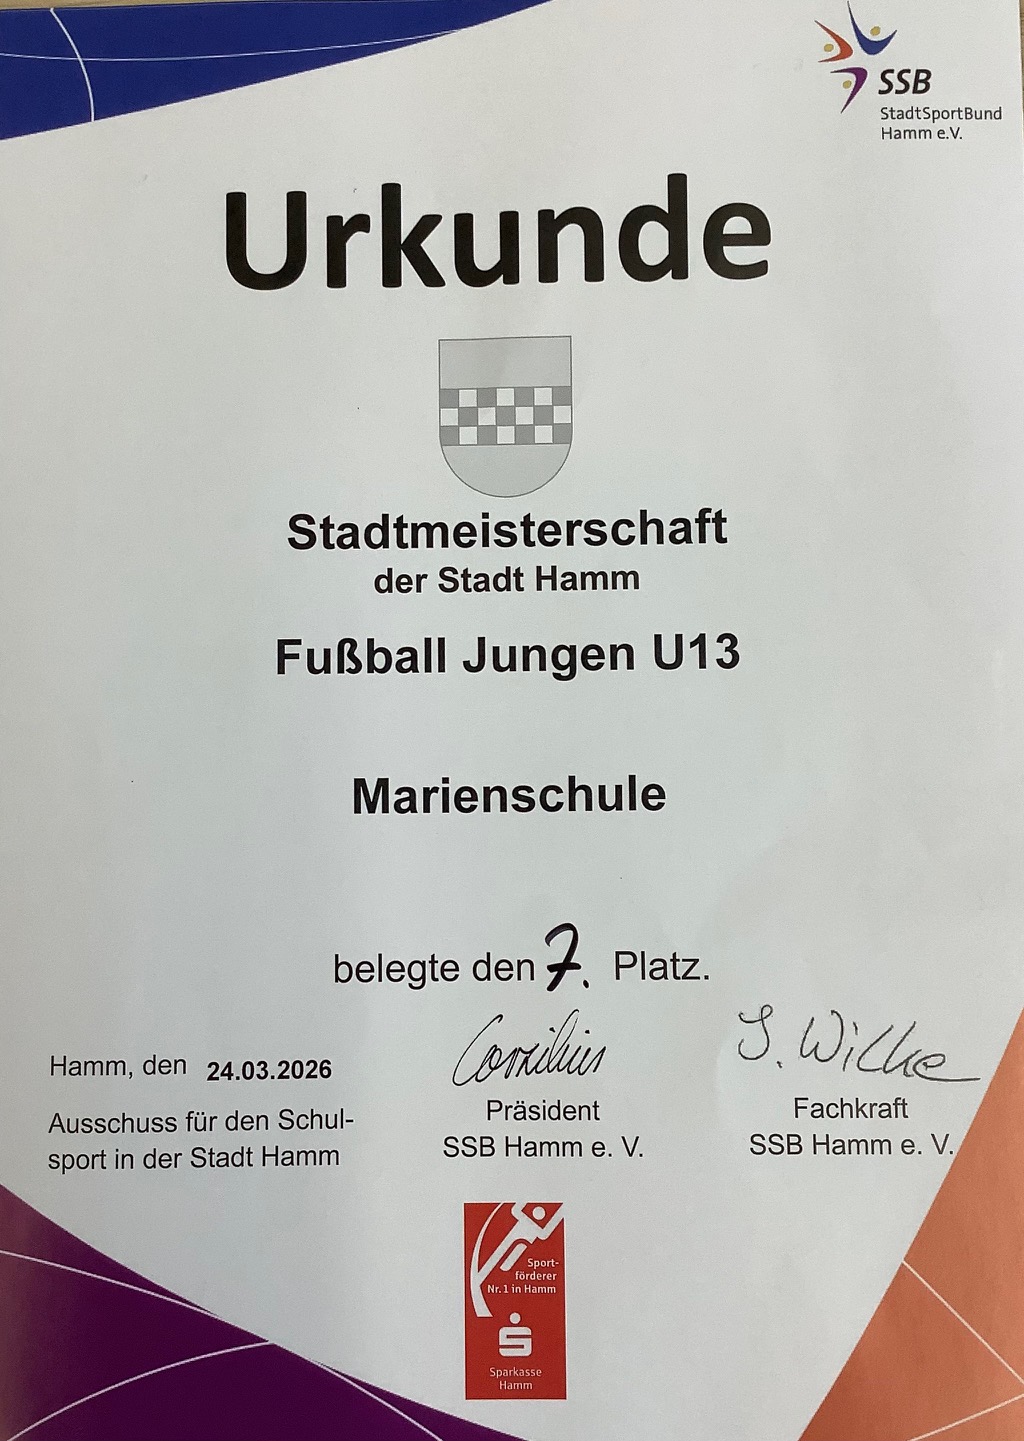 SSB
StadtSportBund
Hamm e.V.
Urkunde
Stadtmeisterschaft
der Stadt Hamm
Fußball Jungen U13
Marienschule
belegte den 7. Platz.
Hamm, den 24.03.2026
Ausschuss für den Schul-
sport in der Stadt Hamm
Corzilius
Präsident
SSB Hamm e. V.
S. Wilke
Fachkraft
SSB Hamm e. V.
Sport-
förderer
Nr. 1 in Hamm
Sparkasse
Hamm